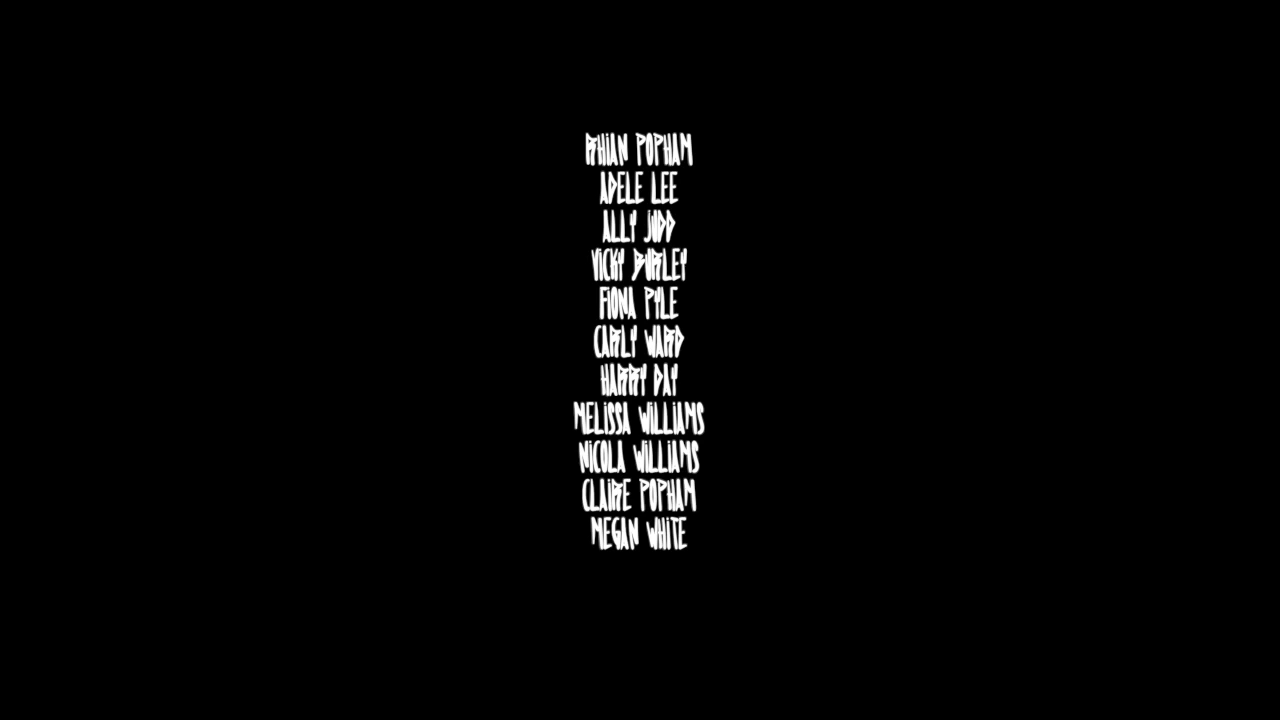 RHiAN POPHAM
ADELE LEE
ALLY JUDD
ViCKY BURLEY
FiONA PYLE
CARLY WARD
HARRY DAY
MELiSSA WiLLiAMS
NiCOLA WiLLiAMS
CLAiRE POPHAM
MEGAN WHiTE